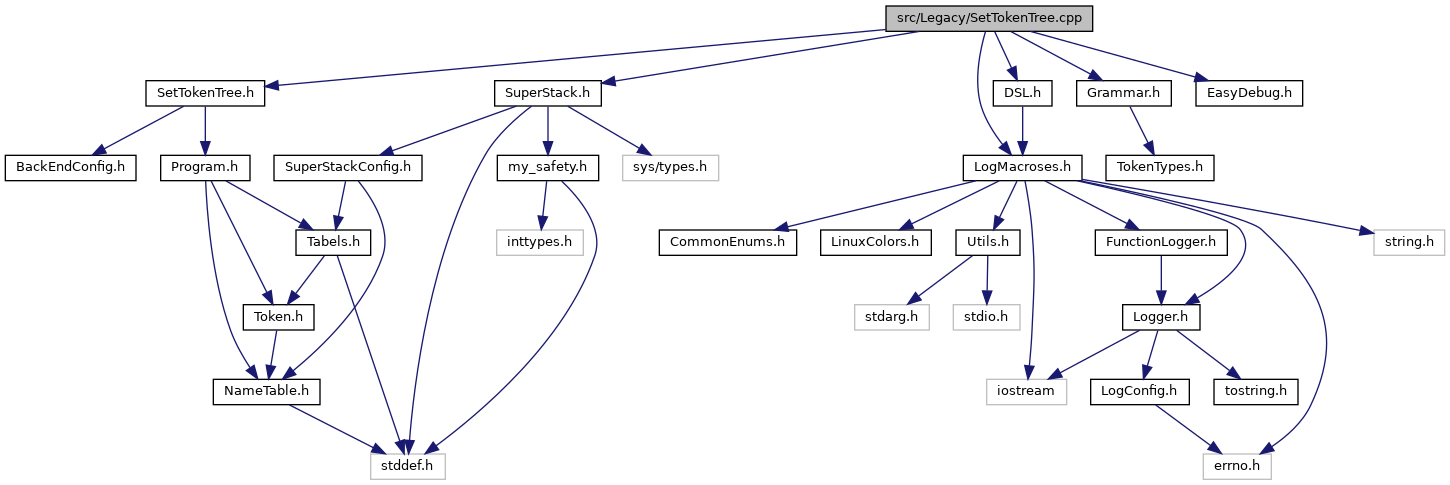 src/Legacy/SetTokenTree.cpp
SetTokenTree.h
SuperStack.h
DSL.h
Grammar.h
EasyDebug.h
BackEndConfig.h
Program.h
SuperStackConfig.h
my_safety.h
sys/types.h
LogMacroses.h
TokenTypes.h
Tabels.h
inttypes.h
CommonEnums.h
LinuxColors.h
Utils.h
FunctionLogger.h
string.h
Token.h
stdarg.h
stdio.h
Logger.h
NameTable.h
iostream
LogConfig.h
tostring.h
stddef.h
errno.h